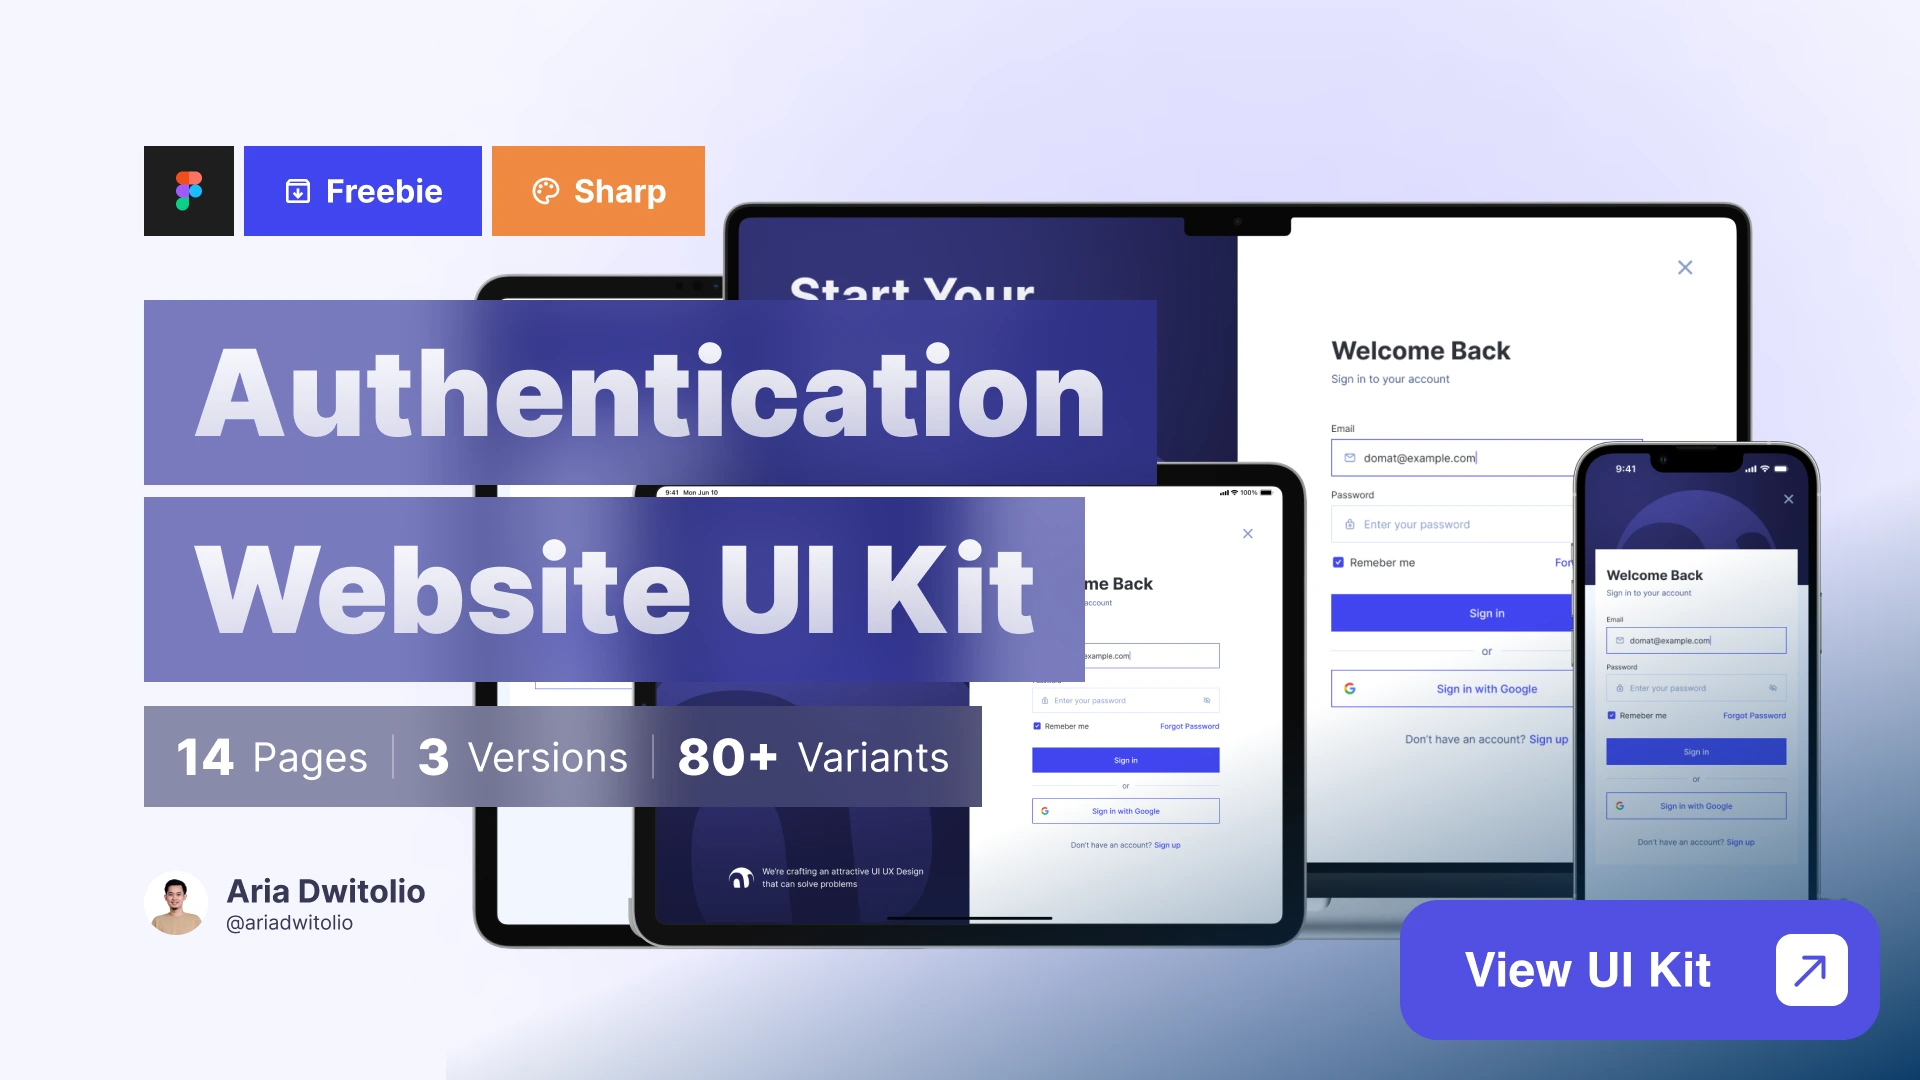 Freebie
Sharp
Authentication
Website UI Kit
14 Pages
3 Versions
80+ Variants
Aria Dwitolio
@ariadwitolio
Start Your
Welcome Back
Sign in to your account
Email
domat@example.com
Password
Enter your password
Remeber me
For
Sign in
or
Sign in with Google
Don't have an account? Sign up
9:41 Mon Jun 10
100%
me Back
account
example.com
Enter your password
Remeber me
Forgot Password
Sign in
or
Sign in with Google
Don't have an account? Sign up
We're crafting an attractive UI UX Design
that can solve problems
9:41
Welcome Back
Sign in to your account
Email
domat@example.com
Password
Enter your password
Remeber me
Forgot Password
Sign in
or
Sign in with Google
Don't have an account? Sign up
View UI Kit